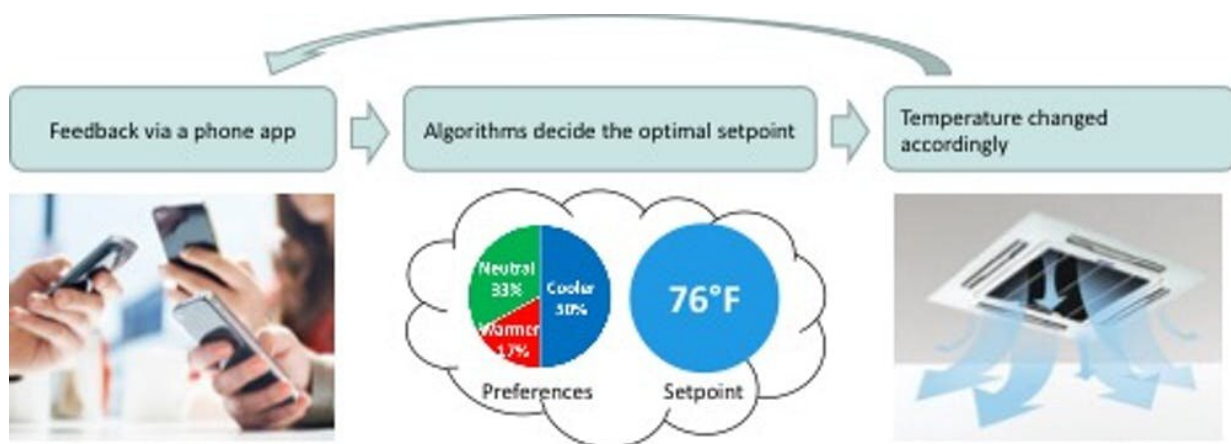 Feedback via a phone app
Algorithms decide the optimal setpoint
Temperature changed
accordingly
Neutral
33%
Cooler
50%
Warmer
17%
76°F
Preferences
Setpoint